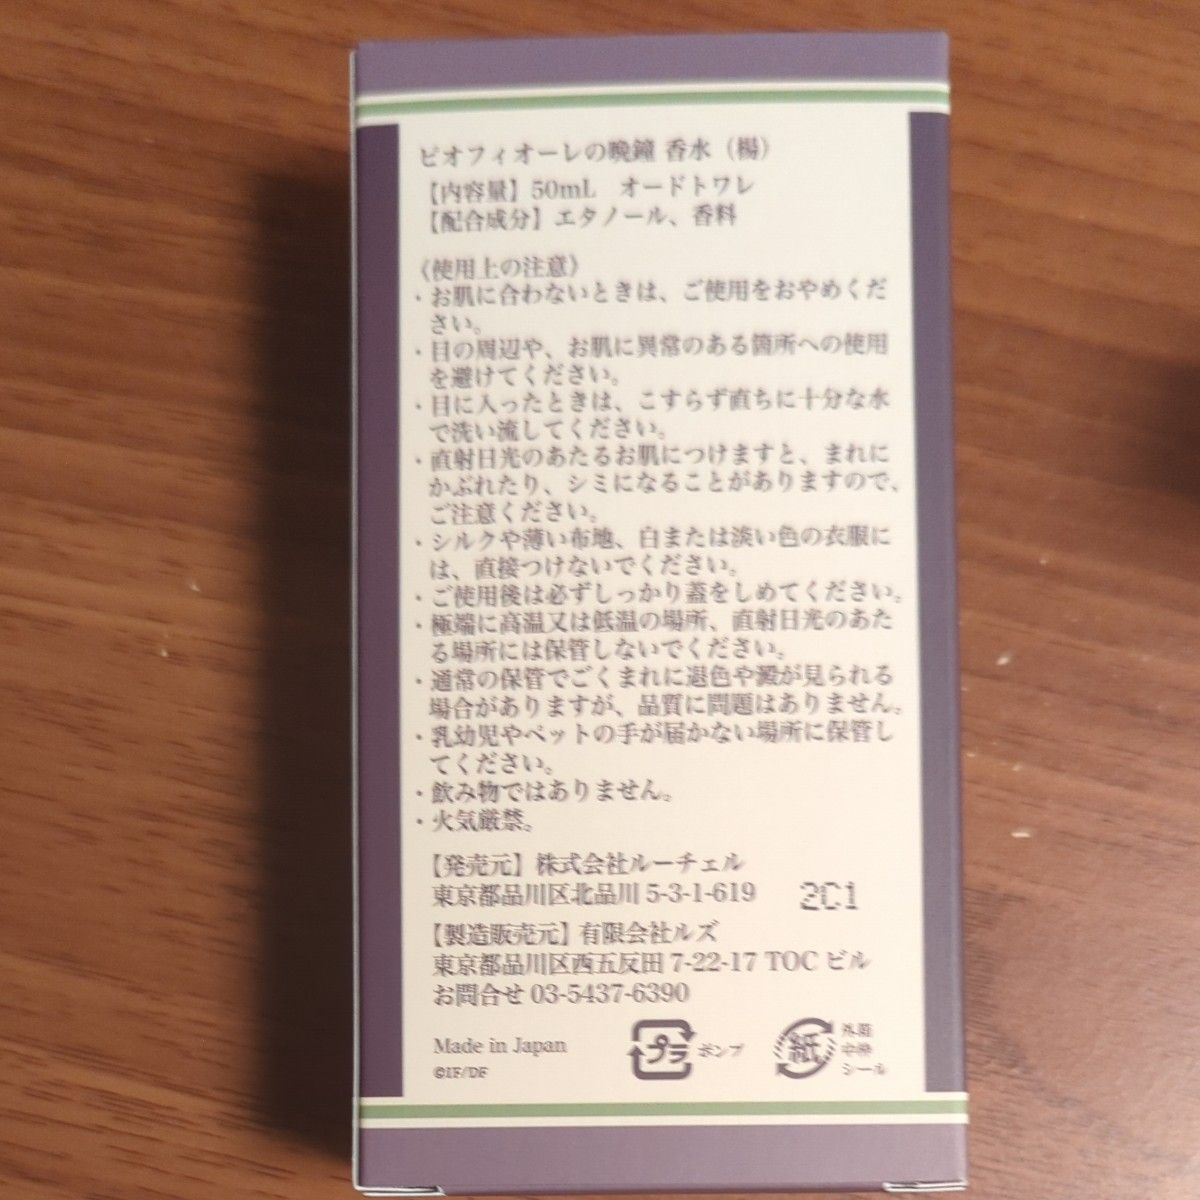 ピオフィオーレの晩鐘 香水（楊）
【内容量】50mL　オードトワレ
【配合成分】エタノール、香料
《使用上の注意》
・お肌に合わないときは、ご使用をおやめくだ
さい。
・目の周辺や、お肌に異常のある箇所への使用
を避けてください。
・目に入ったときは、こすらず直ちに十分な水
で洗い流してください。
・直射日光のあたるお肌につけますと、まれに
かぶれたり、シミになることがありますので、
ご注意ください。
・シルクや薄い布地、白または淡い色の衣服に
は、直接つけないでください。
・ご使用後は必ずしっかり蓋をしめてください。
・極端に高温又は低温の場所、直射日光のあた
る場所には保管しないでください。
・通常の保管でごくまれに退色や澱が見られる
場合がありますが、品質に問題はありません。
・乳幼児やペットの手が届かない場所に保管し
てください。
・飲み物ではありません。
・火気厳禁。
【発売元】株式会社ルーチェル
東京都品川区北品川 5-3-1-619
2C1
【製造販売元】有限会社ルズ
東京都品川区西五反田 7-22-17 TOC ビル
お問合せ 03-5437-6390
Made in Japan
©IF/DF
プラ ポンプ
紙
外箱
中枠
シール